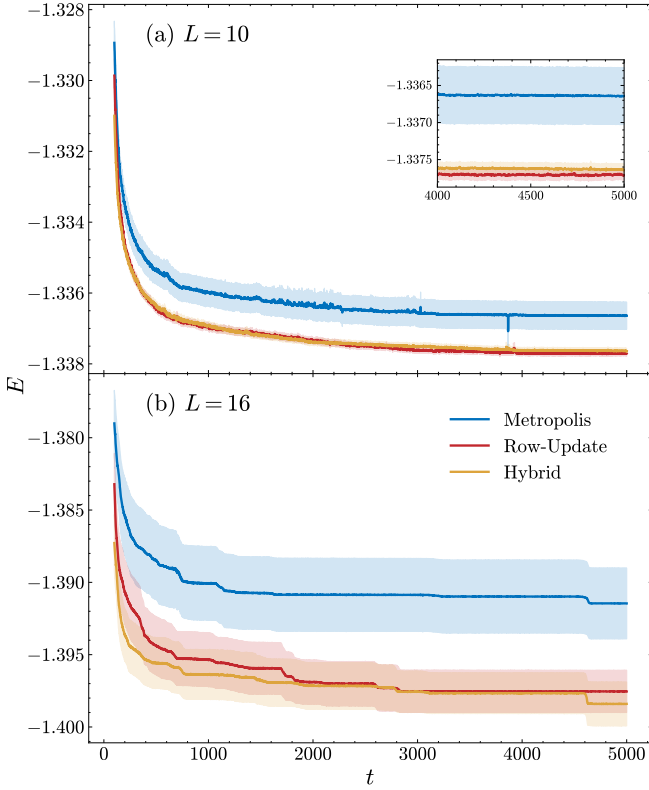 −1.328
−1.330
−1.332
−1.334
−1.336
−1.338
(a) L = 10
−1.3365
−1.3370
−1.3375
4000 4500 5000
E
(b) L = 16
−1.380
−1.385
−1.390
−1.395
−1.400
Metropolis
Row-Update
Hybrid
0 1000 2000 3000 4000 5000
t